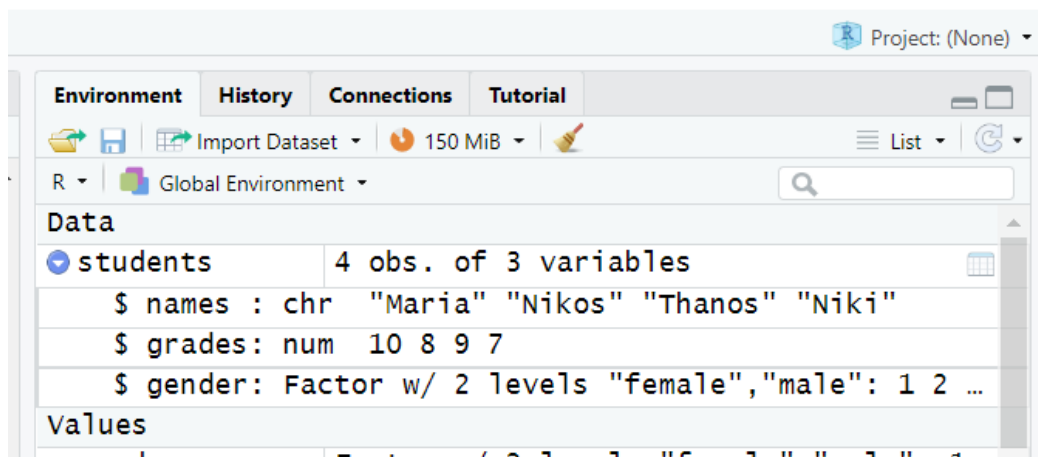 Project: (None)
Environment History Connections Tutorial
Import Dataset 150 MiB List
R Global Environment
Data
students 4 obs. of 3 variables
$ names : chr "Maria" "Nikos" "Thanos" "Niki"
$ grades: num 10 8 9 7
$ gender: Factor w/ 2 levels "female","male": 1 2 …
Values